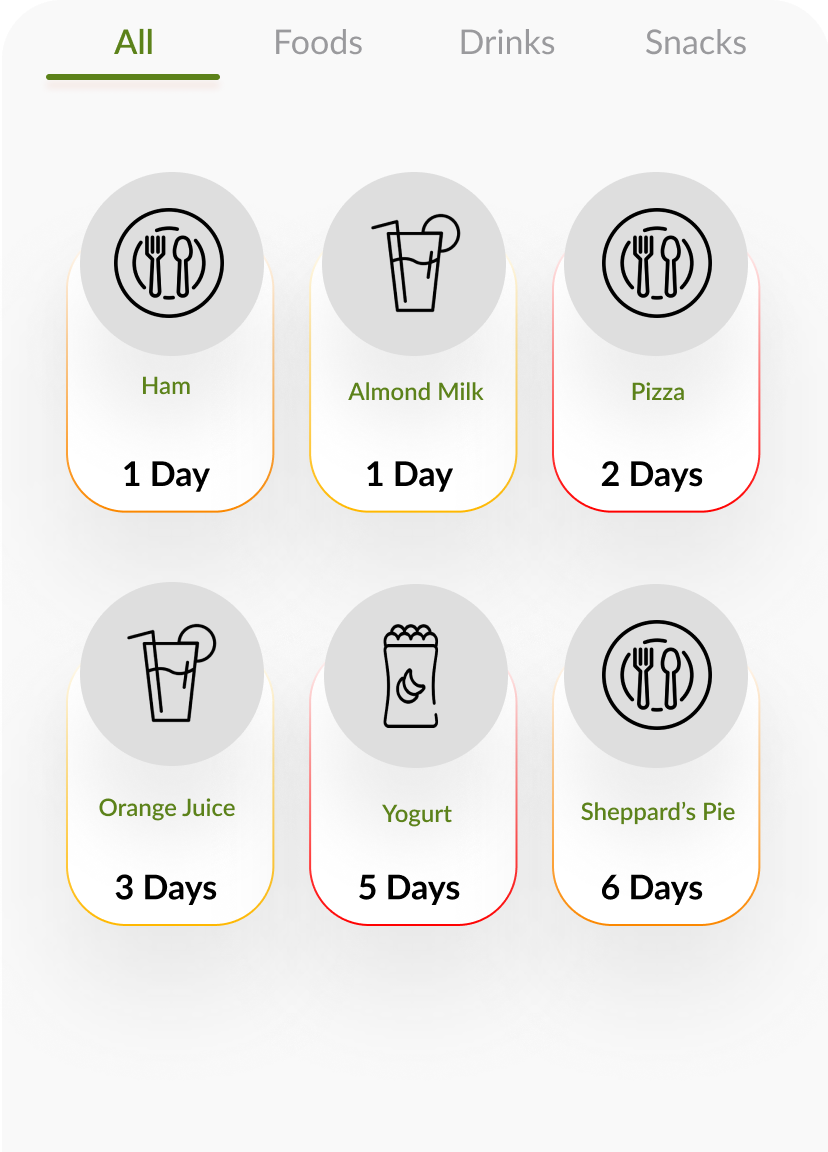 All Foods Drinks Snacks
Ham Almond Milk Pizza
1 Day 1 Day 2 Days
Orange Juice Yogurt Sheppard’s Pie
3 Days 5 Days 6 Days